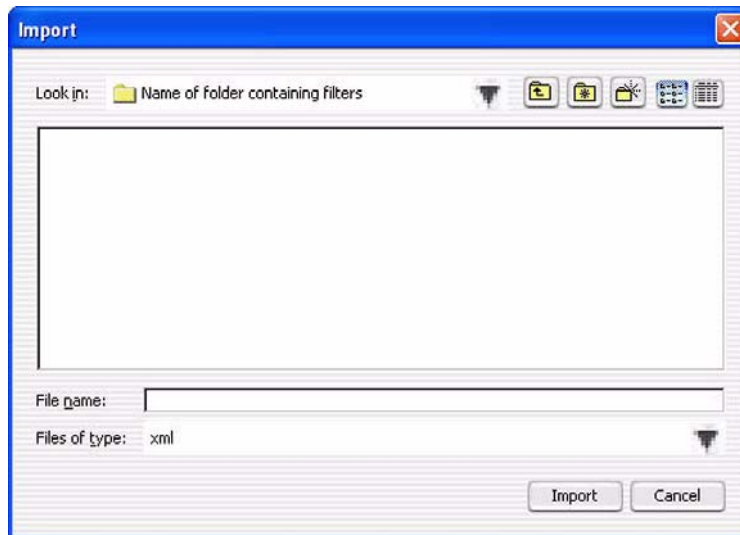 Import
Look in: Name of folder containing filters
File name:
Files of type: xml
Import Cancel